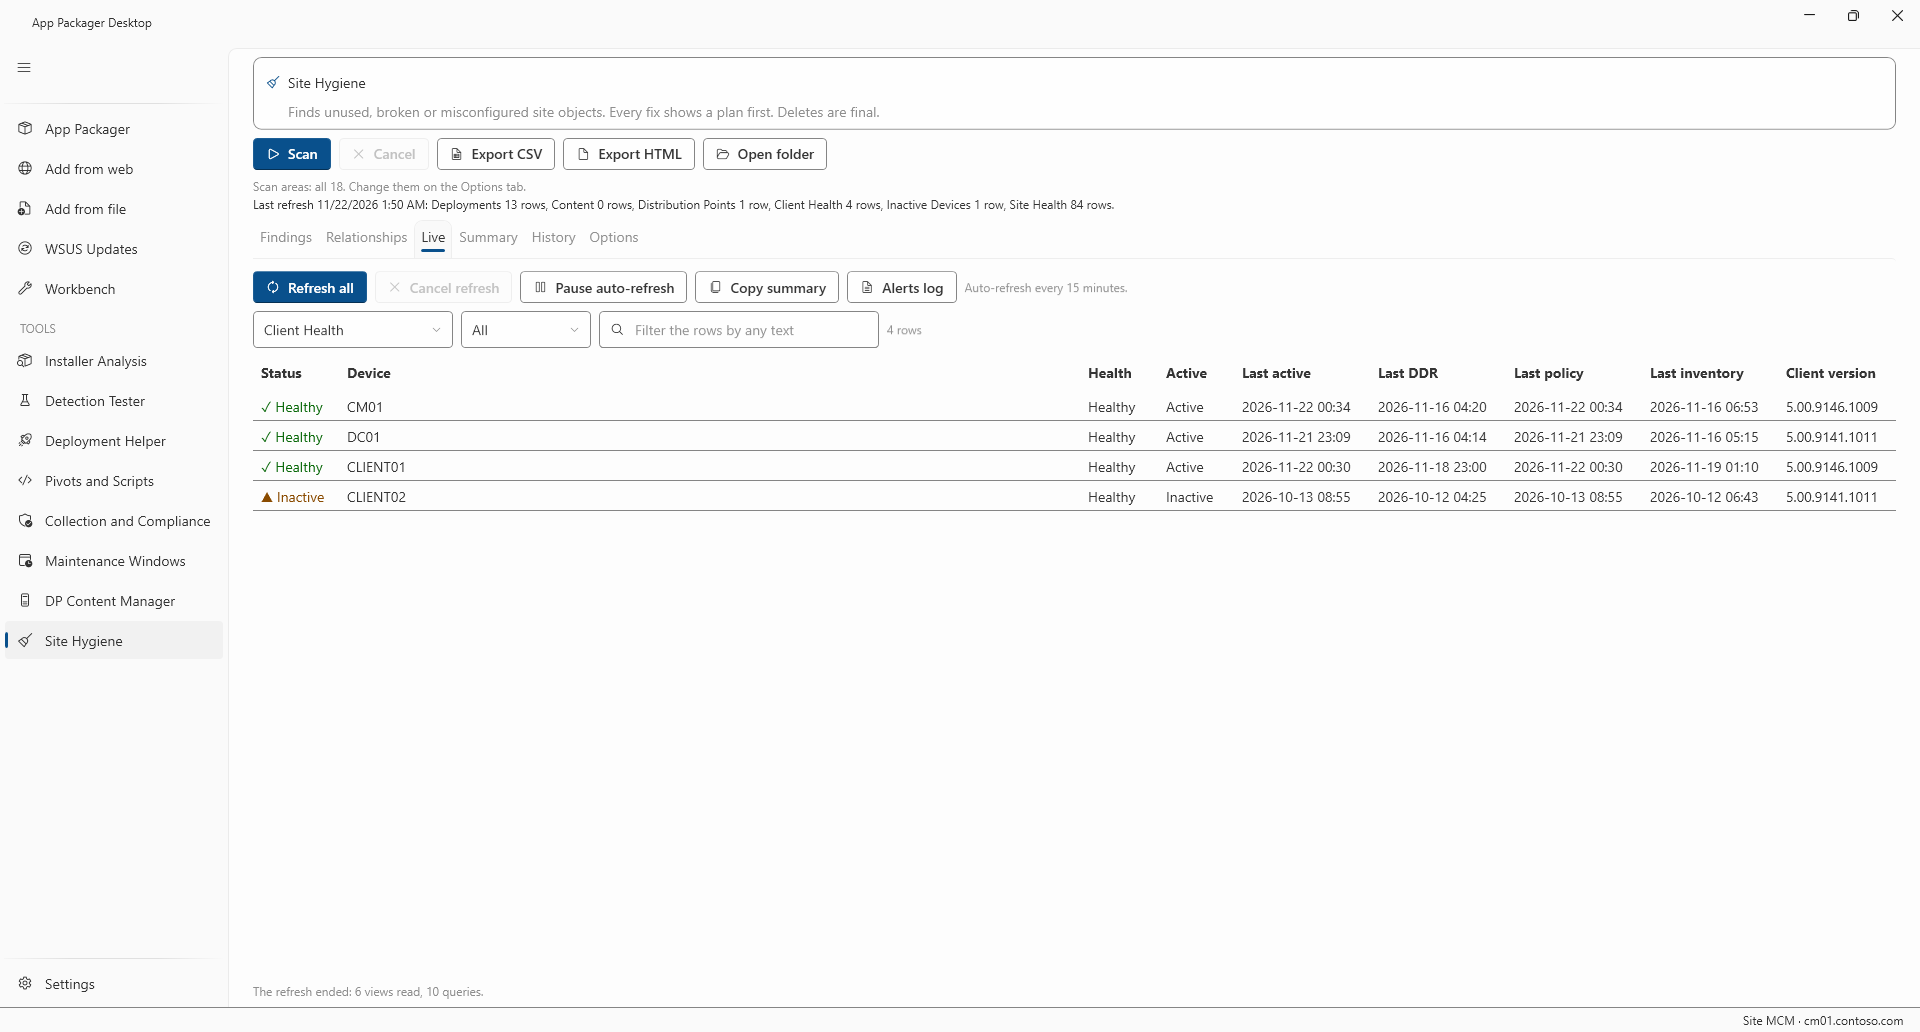 App Packager Desktop
App Packager
Add from web
Add from file
WSUS Updates
Workbench
TOOLS
Installer Analysis
Detection Tester
Deployment Helper
Pivots and Scripts
Collection and Compliance
Maintenance Windows
DP Content Manager
Site Hygiene
Settings
Site Hygiene
Finds unused, broken or misconfigured site objects. Every fix shows a plan first. Deletes are final.
Scan Cancel Export CSV Export HTML Open folder
Scan areas: all 18. Change them on the Options tab.
Last refresh 11/22/2026 1:50 AM: Deployments 13 rows, Content 0 rows, Distribution Points 1 row, Client Health 4 rows, Inactive Devices 1 row, Site Health 84 rows.
Findings Relationships Live Summary History Options
Refresh all Cancel refresh Pause auto-refresh Copy summary Alerts log Auto-refresh every 15 minutes.
Client Health All Filter the rows by any text 4 rows
Status Device Health Active Last active Last DDR Last policy Last inventory Client version
✓ Healthy CM01 Healthy Active 2026-11-22 00:34 2026-11-16 04:20 2026-11-22 00:34 2026-11-16 06:53 5.00.9146.1009
✓ Healthy DC01 Healthy Active 2026-11-21 23:09 2026-11-16 04:14 2026-11-21 23:09 2026-11-16 05:15 5.00.9141.1011
✓ Healthy CLIENT01 Healthy Active 2026-11-22 00:30 2026-11-18 23:00 2026-11-22 00:30 2026-11-19 01:10 5.00.9146.1009
▲ Inactive CLIENT02 Healthy Inactive 2026-10-13 08:55 2026-10-12 04:25 2026-10-13 08:55 2026-10-12 06:43 5.00.9141.1011
The refresh ended: 6 views read, 10 queries.
Site MCM · cm01.contoso.com